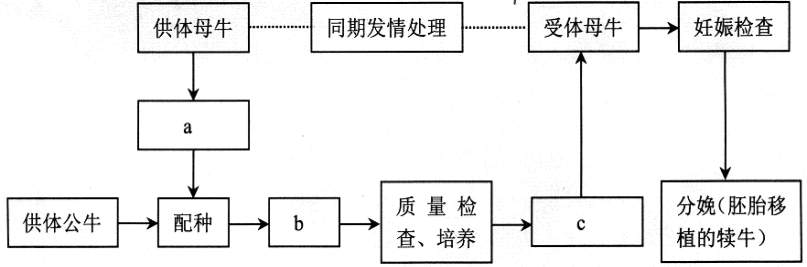 供体母牛
同期发情处理
受体母牛
妊娠检查
a
供体公牛
配种
b
质量检
查、培养
c
分娩(胚胎移
植的犊牛)